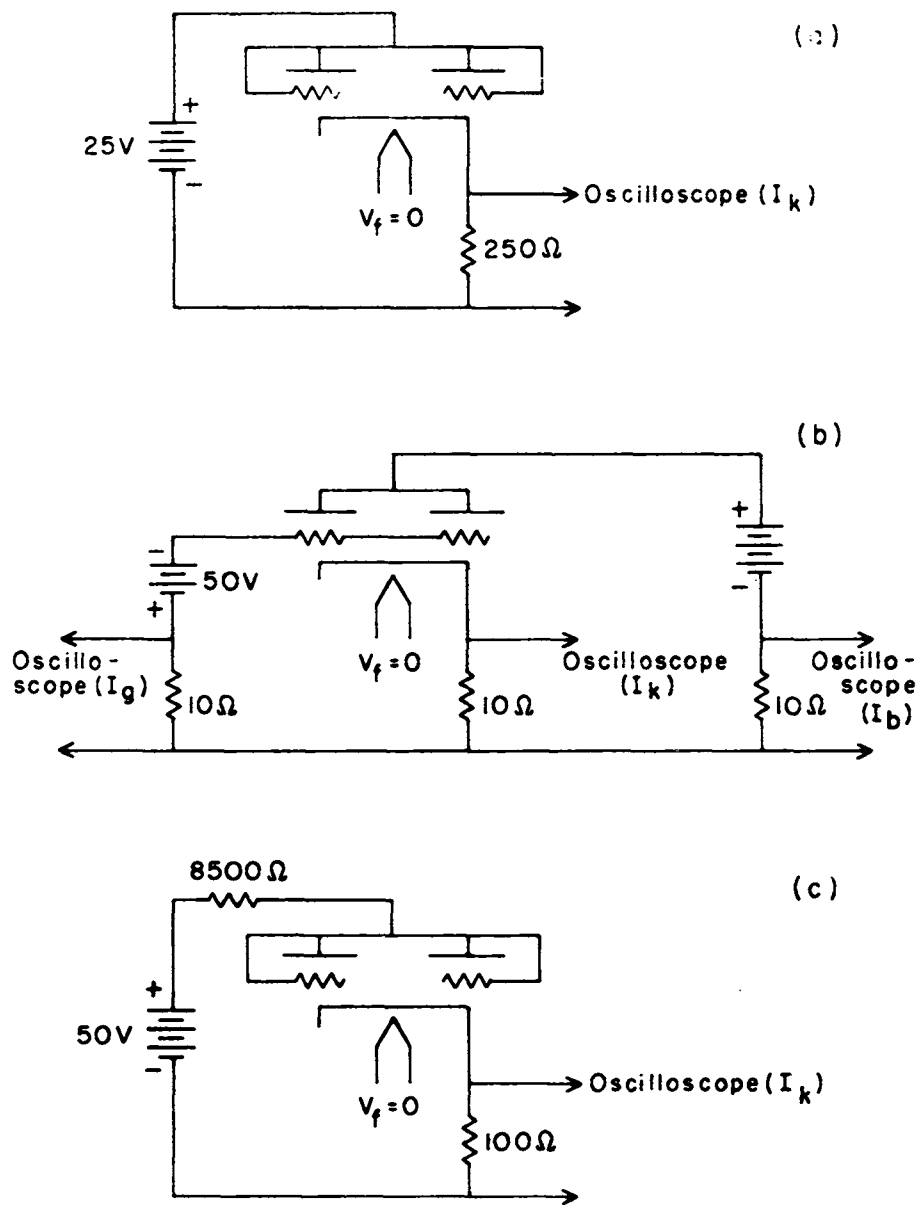 (a)
+
25V
-
Oscilloscope (I_k)
V_f = 0
250Ω
(b)
+
-
-
50V
+
Oscillo-
scope (I_g)
V_f = 0
Oscilloscope
(I_k)
Oscillo-
scope
(I_b)
10Ω
10Ω
10Ω
8500Ω
(c)
+
50V
-
Oscilloscope (I_k)
V_f = 0
100Ω